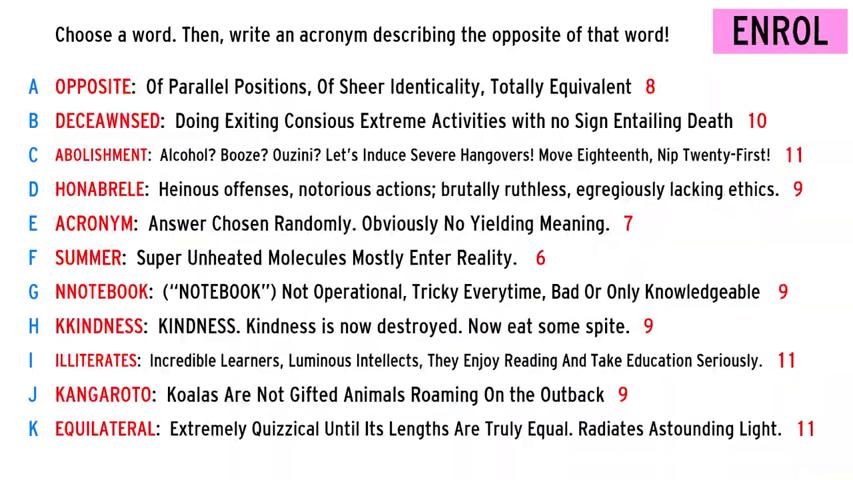 Choose a word. Then, write an acronym describing the opposite of that word!
ENROL
A OPPOSITE: Of Parallel Positions, Of Sheer Identicality, Totally Equivalent 8
B DECEAWNSED: Doing Exiting Consious Extreme Activities with no Sign Entailing Death 10
C ABOLISHMENT: Alcohol? Booze? Ouzini? Let's Induce Severe Hangovers! Move Eighteenth, Nip Twenty-First! 11
D HONABRELE: Heinous offenses, notorious actions; brutally ruthless, egregiously lacking ethics. 9
E ACRONYM: Answer Chosen Randomly. Obviously No Yielding Meaning. 7
F SUMMER: Super Unheated Molecules Mostly Enter Reality. 6
G NNOTEBOOK: ("NOTEBOOK") Not Operational, Tricky Everytime, Bad Or Only Knowledgeable 9
H KKINDNESS: KINDNESS. Kindness is now destroyed. Now eat some spite. 9
I ILLITERATES: Incredible Learners, Luminous Intellects, They Enjoy Reading And Take Education Seriously. 11
J KANGAROTO: Koalas Are Not Gifted Animals Roaming On the Outback 9
K EQUILATERAL: Extremely Quizzical Until Its Lengths Are Truly Equal. Radiates Astounding Light. 11